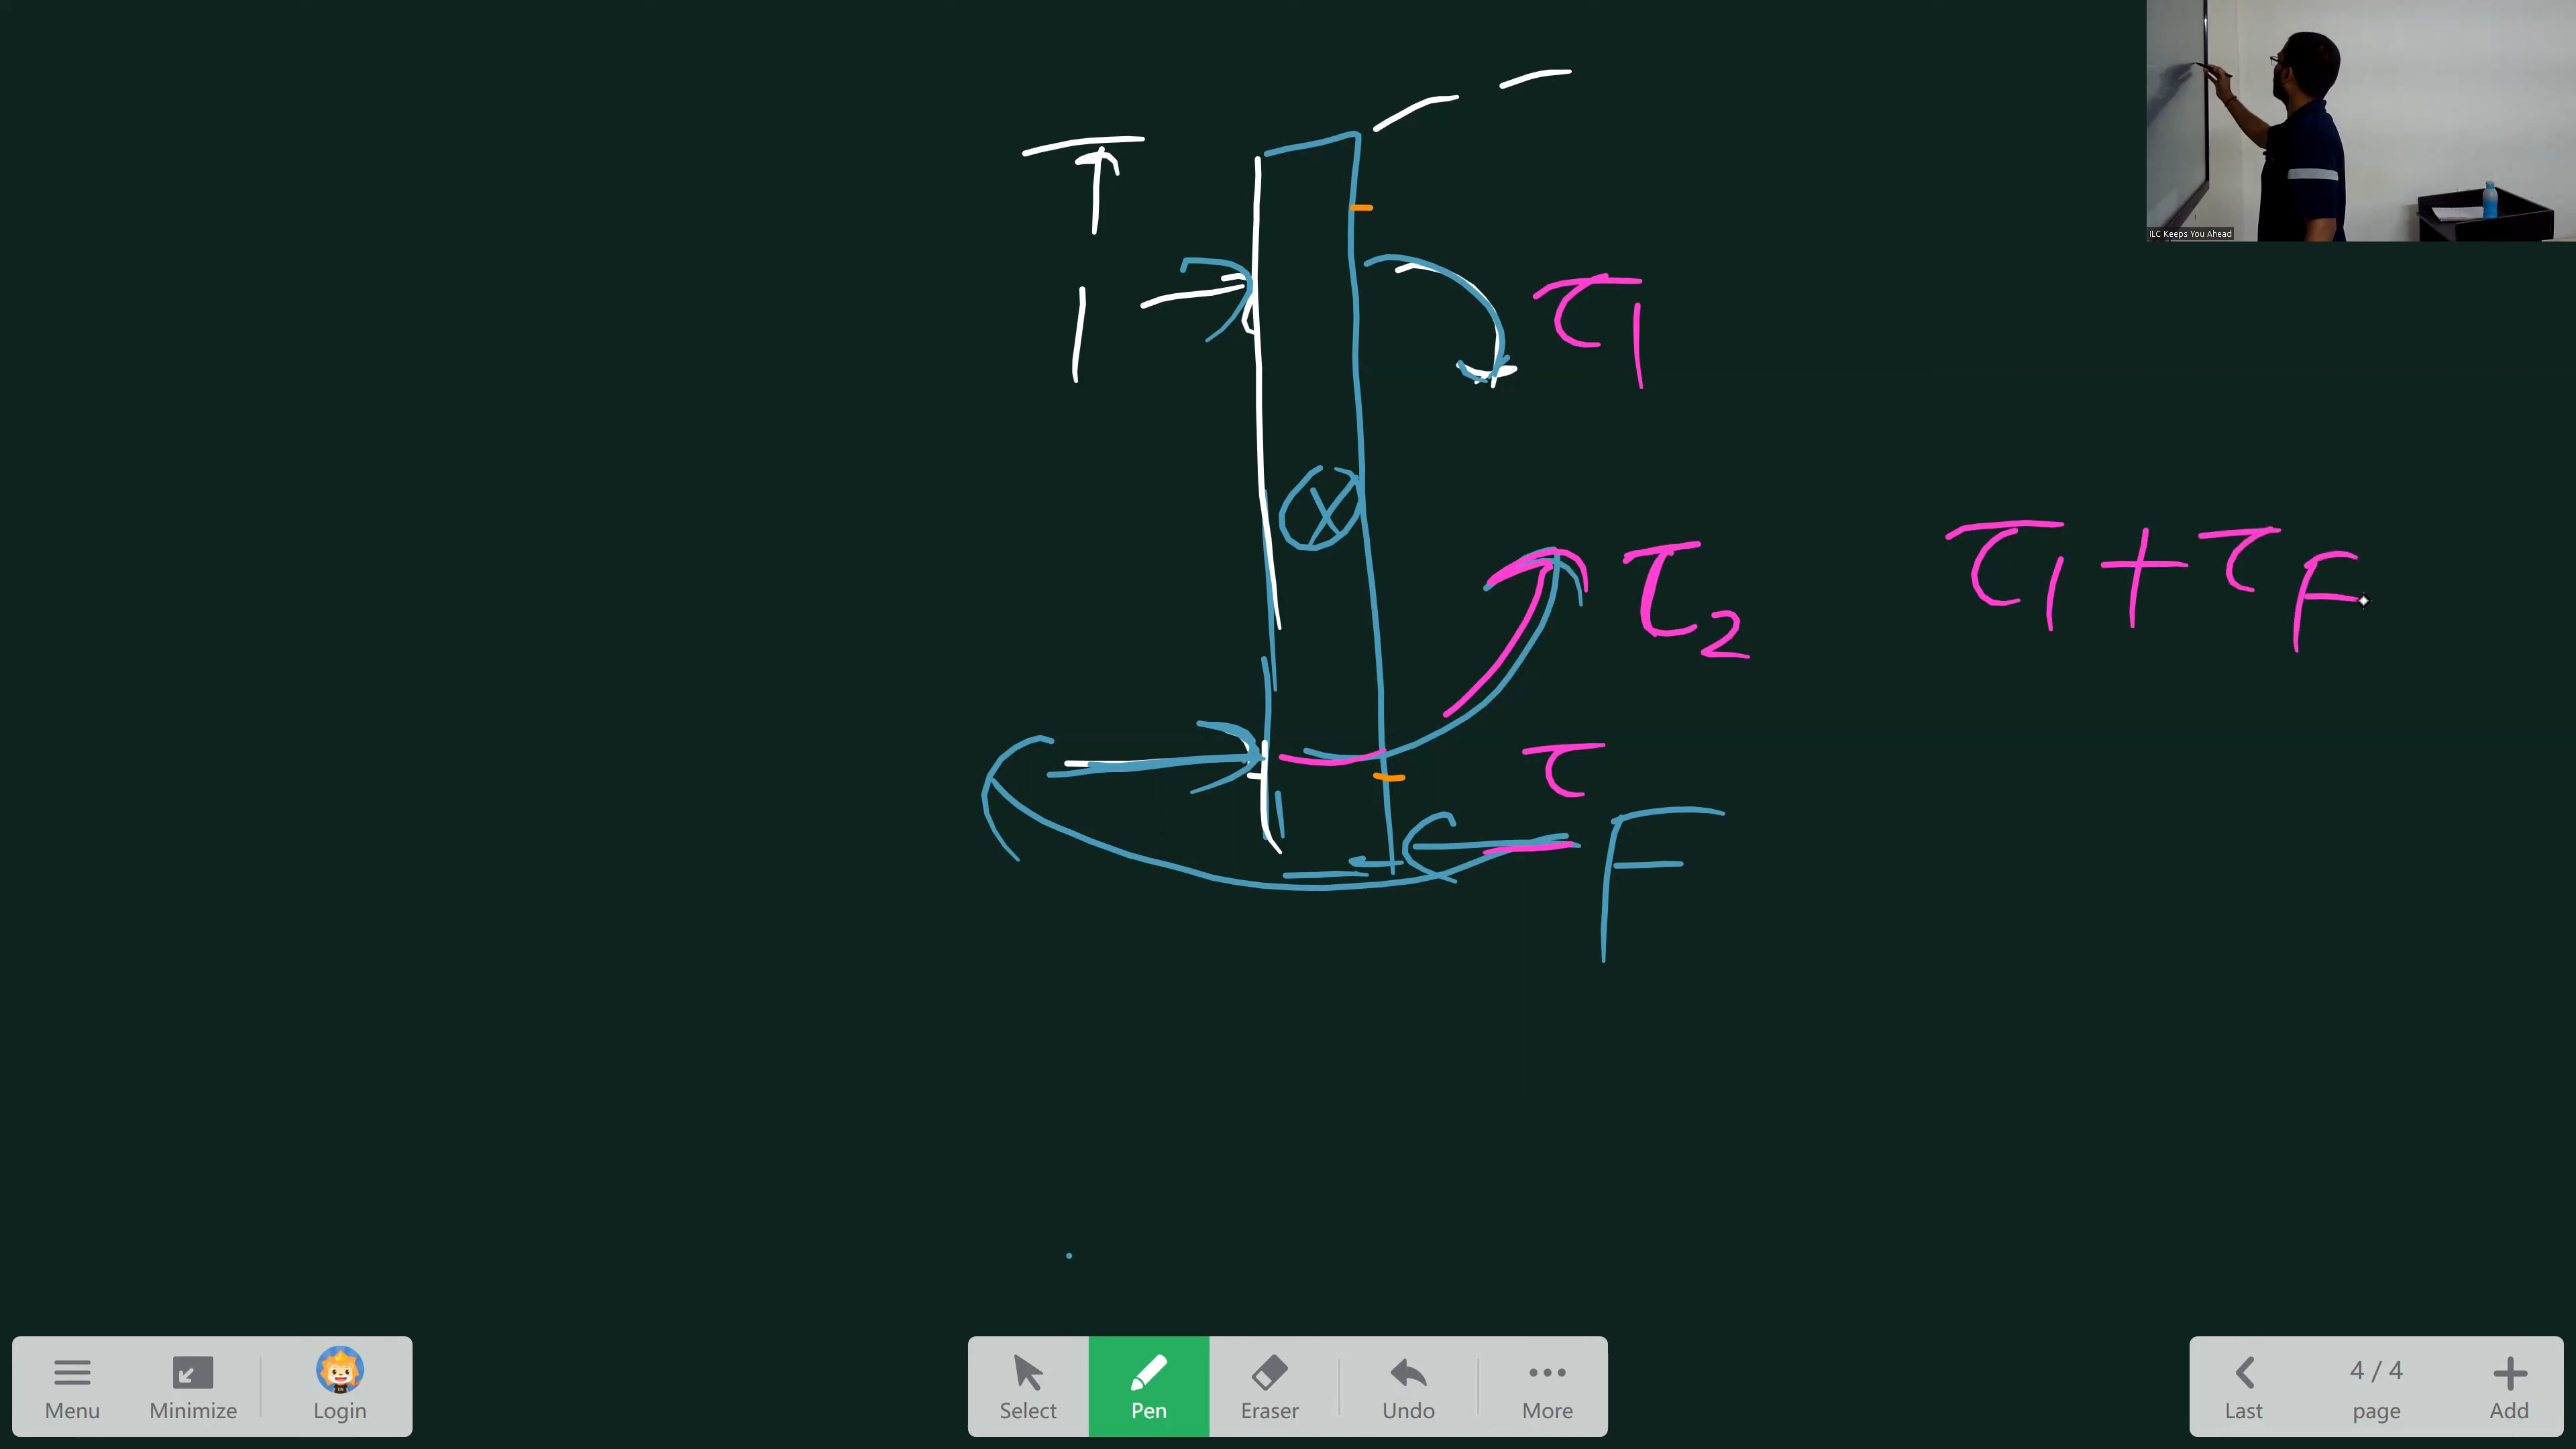 ILC Keeps You Ahead
τ1
τ2
τ1 + τF
τ
F
Menu
Minimize
Login
Select
Pen
Eraser
Undo
More
Last
4 / 4
page
Add